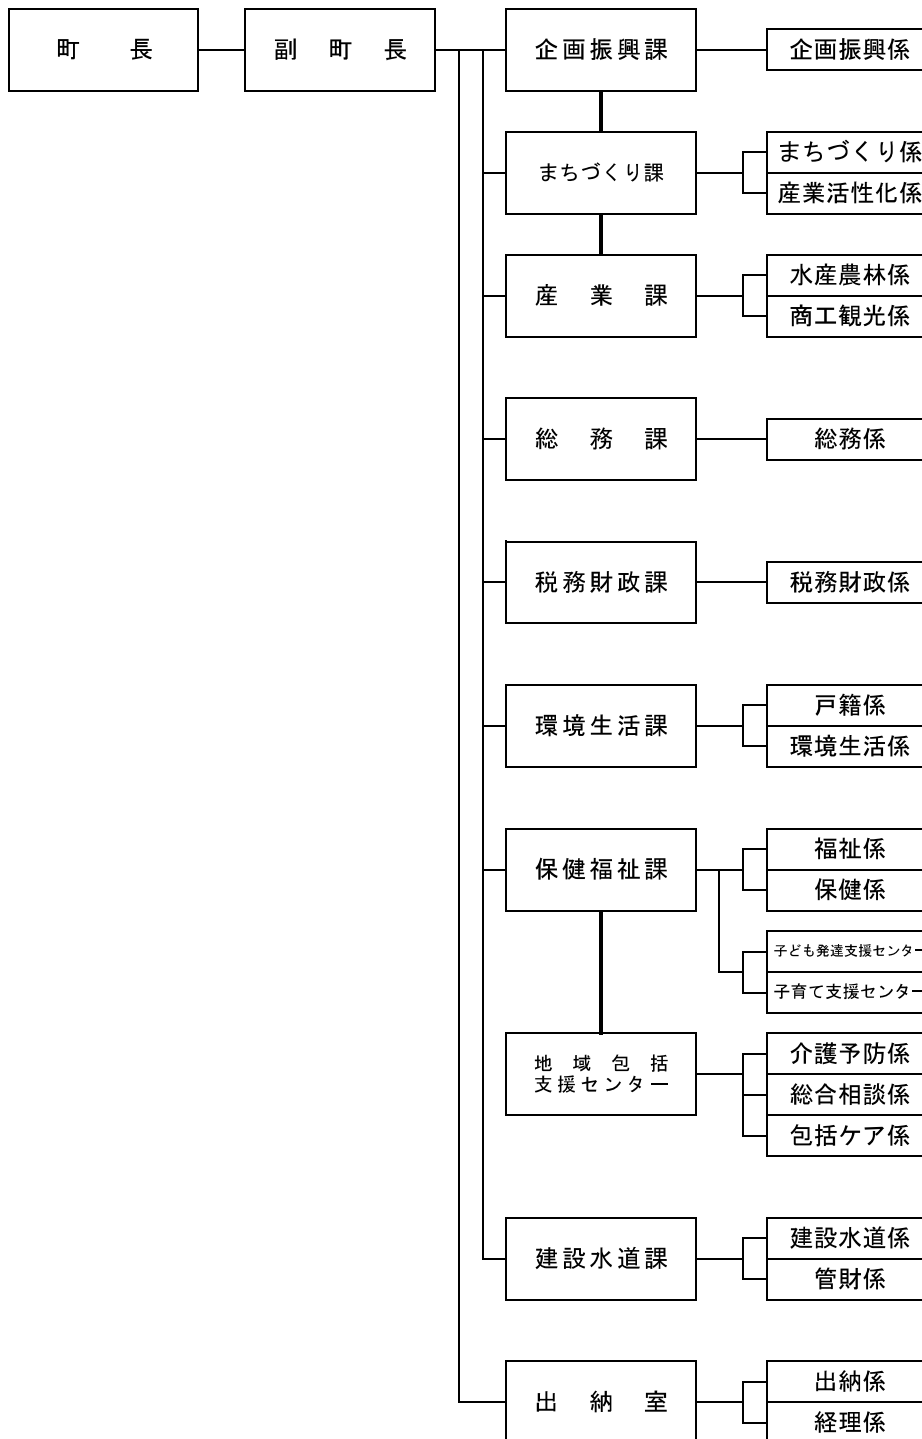 町長
副町長
企画振興課
企画振興係
まちづくり課
まちづくり係
産業活性化係
産業課
水産農林係
商工観光係
総務課
総務係
税務財政課
税務財政係
環境生活課
戸籍係
環境生活係
保健福祉課
福祉係
保健係
子ども発達支援センター
子育て支援センター
地域包括
支援センター
介護予防係
総合相談係
包括ケア係
建設水道課
建設水道係
管財係
出納室
出納係
経理係